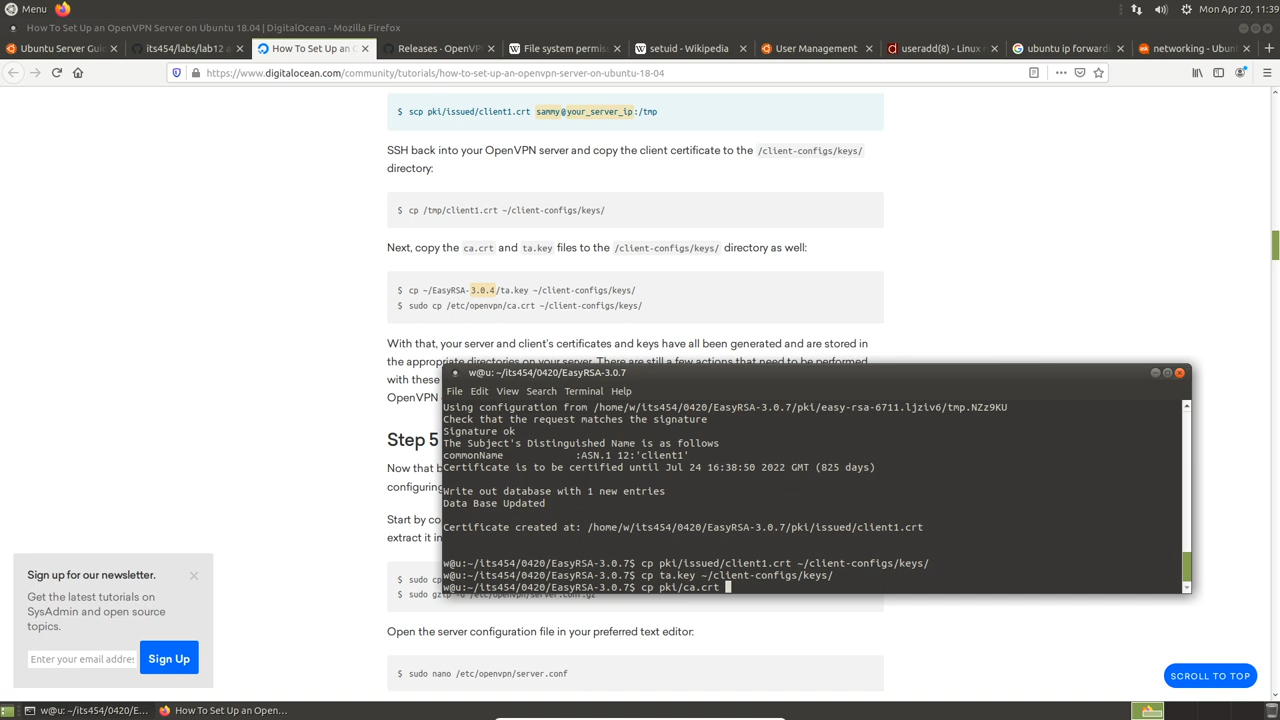 Menu
Mon Apr 20, 11:39
How To Set Up an OpenVPN Server on Ubuntu 18.04 | DigitalOcean - Mozilla Firefox
Ubuntu Server Guid
its454/labs/lab12
How To Set Up an O
Releases - OpenVP
File system permis
setuid - Wikipedia
User Management
useradd(8) - Linux m
ubuntu ip forwardi
networking - Ubunt
https://www.digitalocean.com/community/tutorials/how-to-set-up-an-openvpn-server-on-ubuntu-18-04
$ scp pki/issued/client1.crt sammy@your_server_ip:/tmp
SSH back into your OpenVPN server and copy the client certificate to the /client-configs/keys/
directory:
$ cp /tmp/client1.crt ~/client-configs/keys/
Next, copy the ca.crt and ta.key files to the /client-configs/keys/ directory as well:
$ cp ~/EasyRSA-3.0.4/ta.key ~/client-configs/keys/
$ sudo cp /etc/openvpn/ca.crt ~/client-configs/keys/
With that, your server and client's certificates and keys have all been generated and are stored in
the appropriate directories on your server. There are still a few actions that need to be performed
with these
OpenVPN
Step 5
Now that b
configuring
Start by co
extract it in
$ sudo cp
$ sudo gzip -d /etc/openvpn/server.conf.gz
Open the server configuration file in your preferred text editor:
$ sudo nano /etc/openvpn/server.conf
w@u: ~/its454/0420/EasyRSA-3.0.7
File Edit View Search Terminal Help
Using configuration from /home/w/its454/0420/EasyRSA-3.0.7/pki/easy-rsa-6711.ljziv6/tmp.NZz9KU
Check that the request matches the signature
Signature ok
The Subject's Distinguished Name is as follows
commonName :ASN.1 12:'client1'
Certificate is to be certified until Jul 24 16:38:50 2022 GMT (825 days)
Write out database with 1 new entries
Data Base Updated
Certificate created at: /home/w/its454/0420/EasyRSA-3.0.7/pki/issued/client1.crt
w@u:~/its454/0420/EasyRSA-3.0.7$ cp pki/issued/client1.crt ~/client-configs/keys/
w@u:~/its454/0420/EasyRSA-3.0.7$ cp ta.key ~/client-configs/keys/
w@u:~/its454/0420/EasyRSA-3.0.7$ cp pki/ca.crt
Sign up for our newsletter.
Get the latest tutorials on
SysAdmin and open source
topics.
Enter your email addres
Sign Up
SCROLL TO TOP
w@u: ~/its454/0420/E...
How To Set Up an Open...